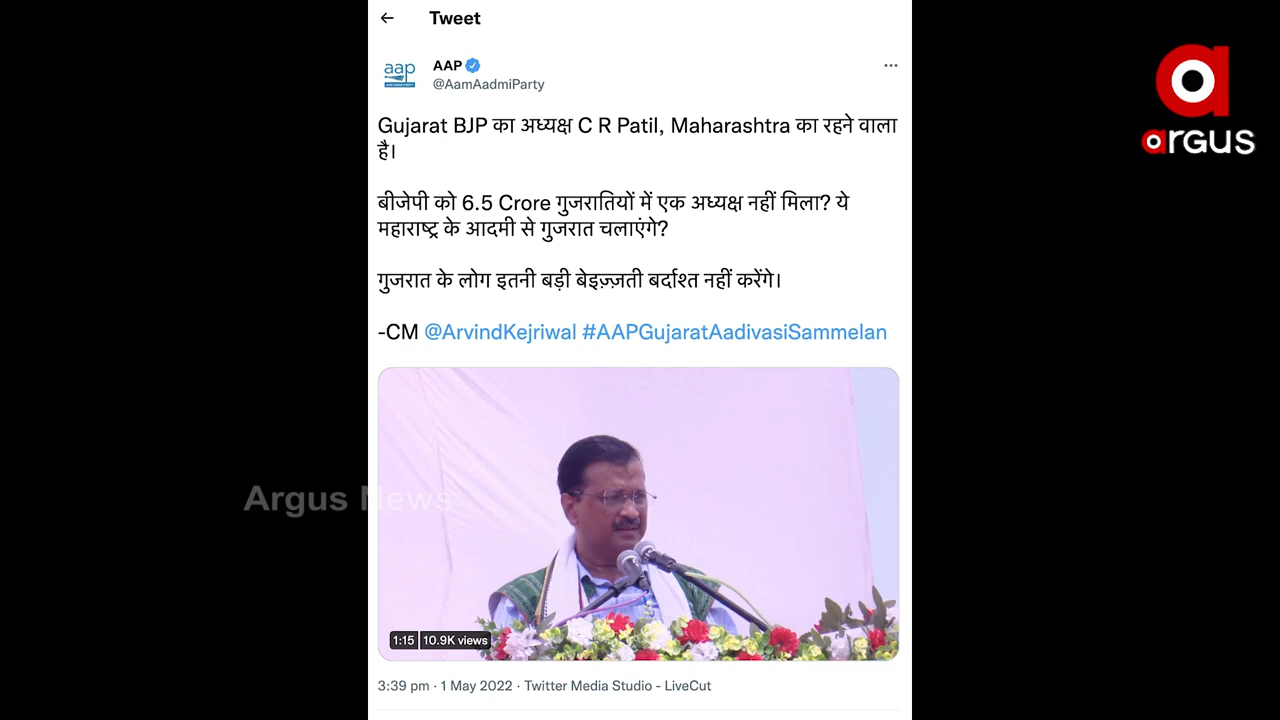 Tweet
aap
AAP
@AamAadmiParty
Gujarat BJP का अध्यक्ष C R Patil, Maharashtra का रहने वाला
है।
बीजेपी को 6.5 Crore गुजरातियों में एक अध्यक्ष नहीं मिला? ये
महाराष्ट्र के आदमी से गुजरात चलाएंगे?
गुजरात के लोग इतनी बड़ी बेइज़्ज़ती बर्दाश्त नहीं करेंगे।
-CM @ArvindKejriwal #AAPGujaratAadivasiSammelan
1:15 10.9K views
3:39 pm · 1 May 2022 · Twitter Media Studio - LiveCut
Argus News
argus